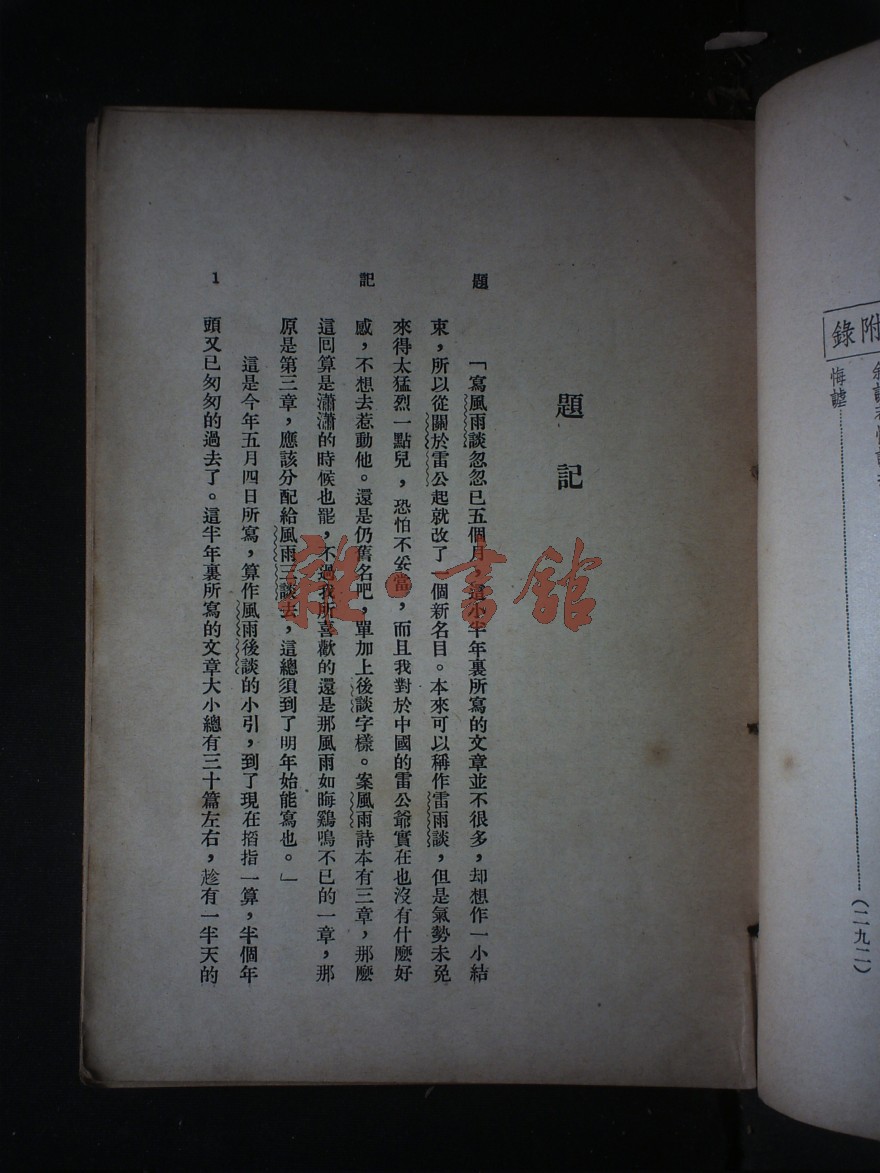 附錄
悔談……(二九二)
題記
「寫風雨談忽忽已五個月，這小半年裏所寫的文章並不很多，却想作一小結
束，所以從關於雷公起就改了一個新名目。本來可以稱作雷雨談，但是氣勢未免
來得太猛烈一點兒，恐怕不妥當，而且我對於中國的雷公爺實在也沒有什麼好
感，不想去惹動他。還是仍舊名吧，單加上後談字樣。案風雨詩本有三章，那麼
這回算是瀟瀟的時候也罷，不過我所喜歡的還是那風雨如晦鷄鳴不已的一章，那
原是第三章，應該分配給風雨三談去，這總須到了明年始能寫也。」
這是今年五月四日所寫，算作風雨後談的小引，到了現在搯指一算，半個年
頭又已匆匆的過去了。這半年裏所寫的文章大小總有三十篇左右，趁有一半天的
題
記
1
雜·書館